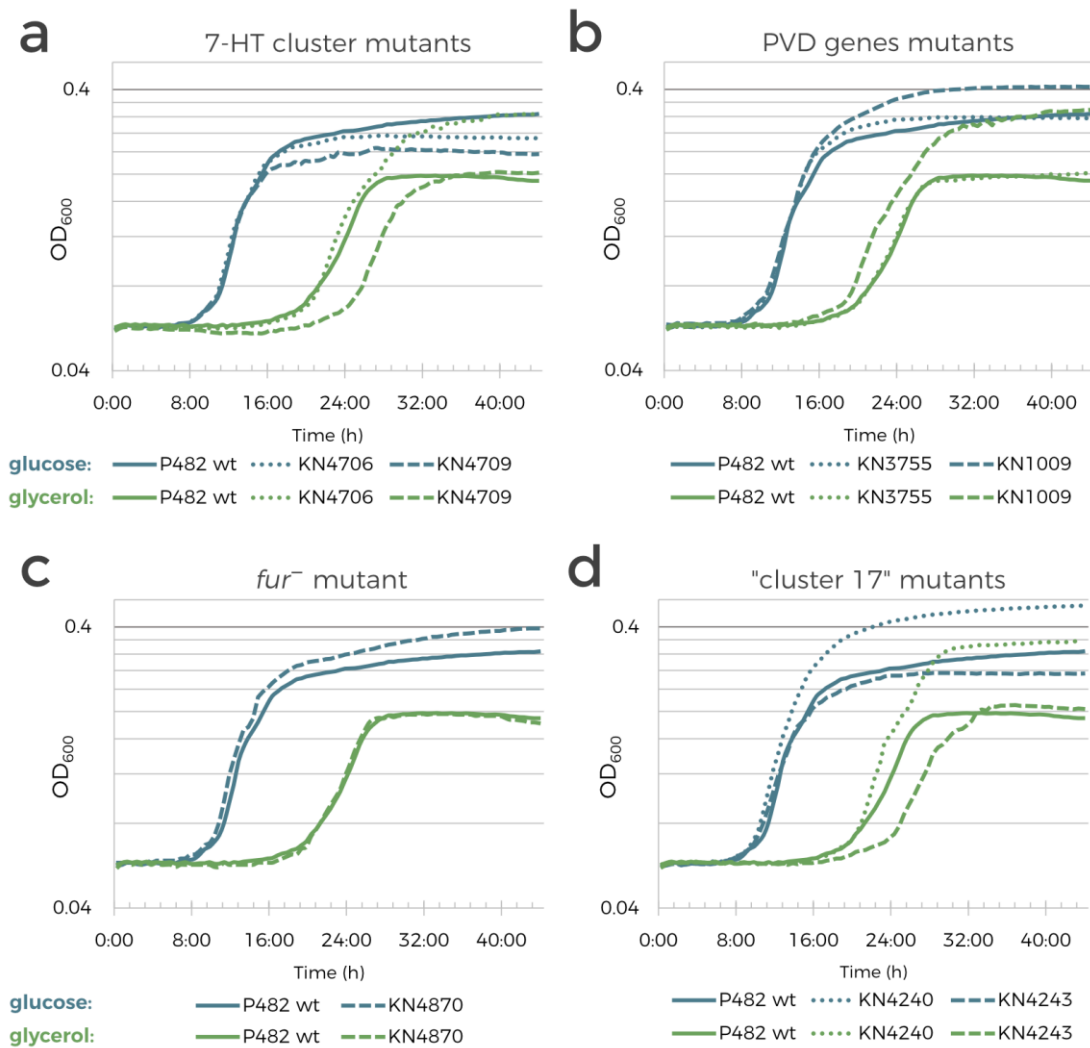 a
7-HT cluster mutants
0.4
OD600
0.04
0:00 8:00 16:00 24:00 32:00 40:00
Time (h)
glucose: P482 wt KN4706 KN4709
glycerol: P482 wt KN4706 KN4709
b
PVD genes mutants
0.4
OD600
0.04
0:00 8:00 16:00 24:00 32:00 40:00
Time (h)
P482 wt KN3755 KN1009
P482 wt KN3755 KN1009
c
fur⁻ mutant
0.4
OD600
0.04
0:00 8:00 16:00 24:00 32:00 40:00
Time (h)
glucose: P482 wt KN4870
glycerol: P482 wt KN4870
d
"cluster 17" mutants
0.4
OD600
0.04
0:00 8:00 16:00 24:00 32:00 40:00
Time (h)
P482 wt KN4240 KN4243
P482 wt KN4240 KN4243